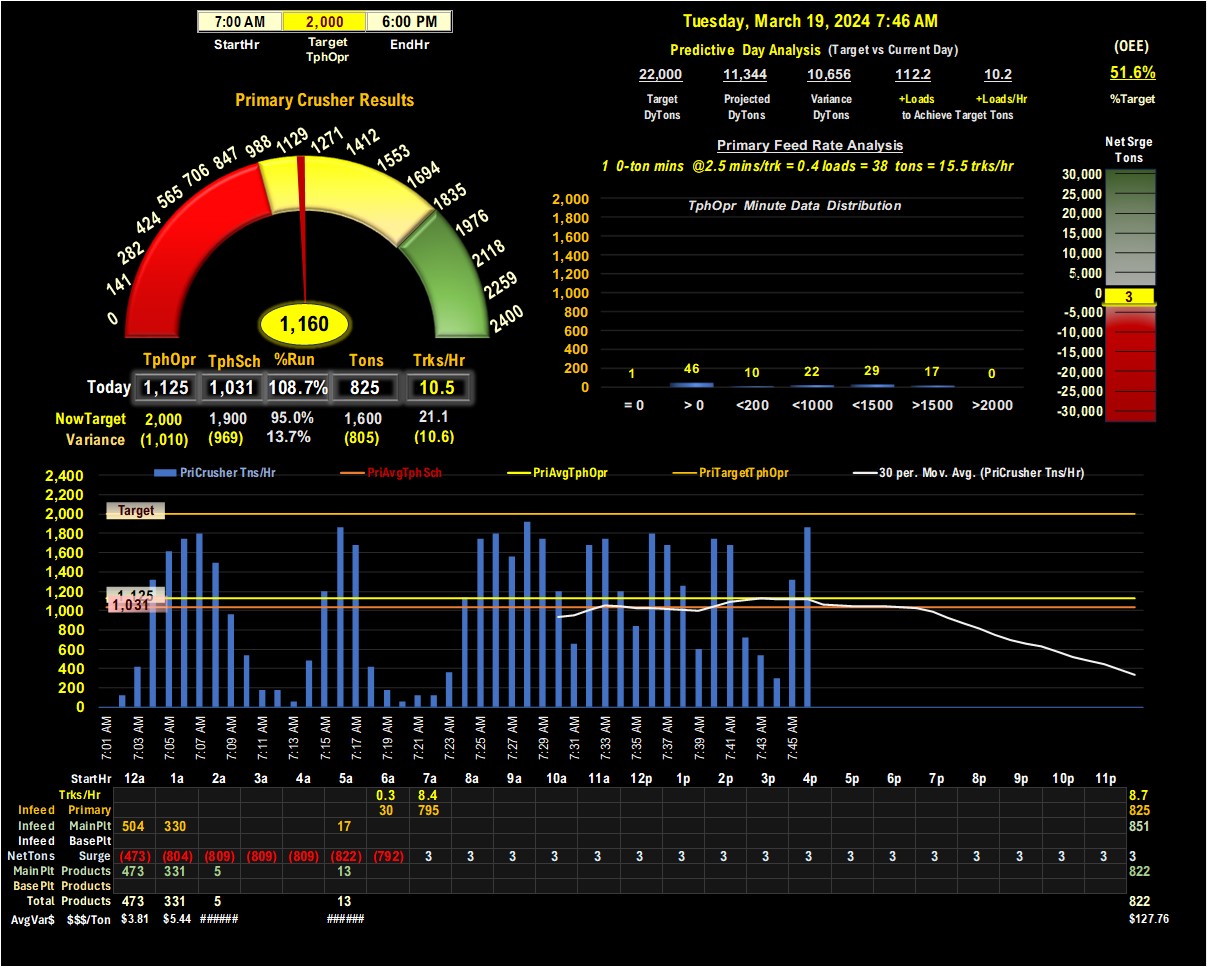 7:00 AM 2,000 6:00 PM
StartHr Target TphOpr EndHr
Tuesday, March 19, 2024 7:46 AM
Predictive Day Analysis (Target vs Current Day)
22,000 11,344 10,656 112.2 10.2
Target DyTons Projected DyTons Variance DyTons +Loads +Loads/Hr
to Achieve Target Tons
(OEE)
51.6%
%Target
Primary Crusher Results
0 141 282 424 565 706 847 988 1129 1271 1412 1553 1694 1835 1976 2118 2259 2400
1,160
TphOpr TphSch %Run Tons Trks/Hr
Today 1,125 1,031 108.7% 825 10.5
NowTarget 2,000 1,900 95.0% 1,600 21.1
Variance (1,010) (969) 13.7% (805) (10.6)
Primary Feed Rate Analysis
1 0-ton mins @2.5 mins/trk = 0.4 loads = 38 tons = 15.5 trks/hr
TphOpr Minute Data Distribution
2,000
1,800
1,600
1,400
1,200
1,000
800
600
400
200
0
1 46 10 22 29 17 0
= 0 > 0 <200 <1000 <1500 >1500 >2000
Net Srge
Tons
30,000
25,000
20,000
15,000
10,000
5,000
0
3
-5,000
-10,000
-15,000
-20,000
-25,000
-30,000
PriCrusher Tns/Hr PriAvgTphSch PriAvgTphOpr PriTargetTphOpr 30 per. Mov. Avg. (PriCrusher Tns/Hr)
2,400
2,200
2,000
1,800
1,600
1,400
1,200
1,000
800
600
400
200
0
Target
1,125
1,031
7:01 AM 7:03 AM 7:05 AM 7:07 AM 7:09 AM 7:11 AM 7:13 AM 7:15 AM 7:17 AM 7:19 AM 7:21 AM 7:23 AM 7:25 AM 7:27 AM 7:29 AM 7:31 AM 7:33 AM 7:35 AM 7:37 AM 7:39 AM 7:41 AM 7:43 AM 7:45 AM
StartHr 12a 1a 2a 3a 4a 5a 6a 7a 8a 9a 10a 11a 12p 1p 2p 3p 4p 5p 6p 7p 8p 9p 10p 11p
Trks/Hr 0.3 8.4 8.7
Infeed Primary 30 795 825
Infeed MainPlt 504 330 17 851
Infeed BasePlt
NetTons Surge (473) (804) (809) (809) (809) (822) (792) 3 3 3 3 3 3 3 3 3 3 3 3 3 3 3 3 3 3
MainPlt Products 473 331 5 13 822
BasePlt Products
Total Products 473 331 5 13 822
AvgVar$ $$$/Ton $3.81 $5.44 ###### ###### $127.76